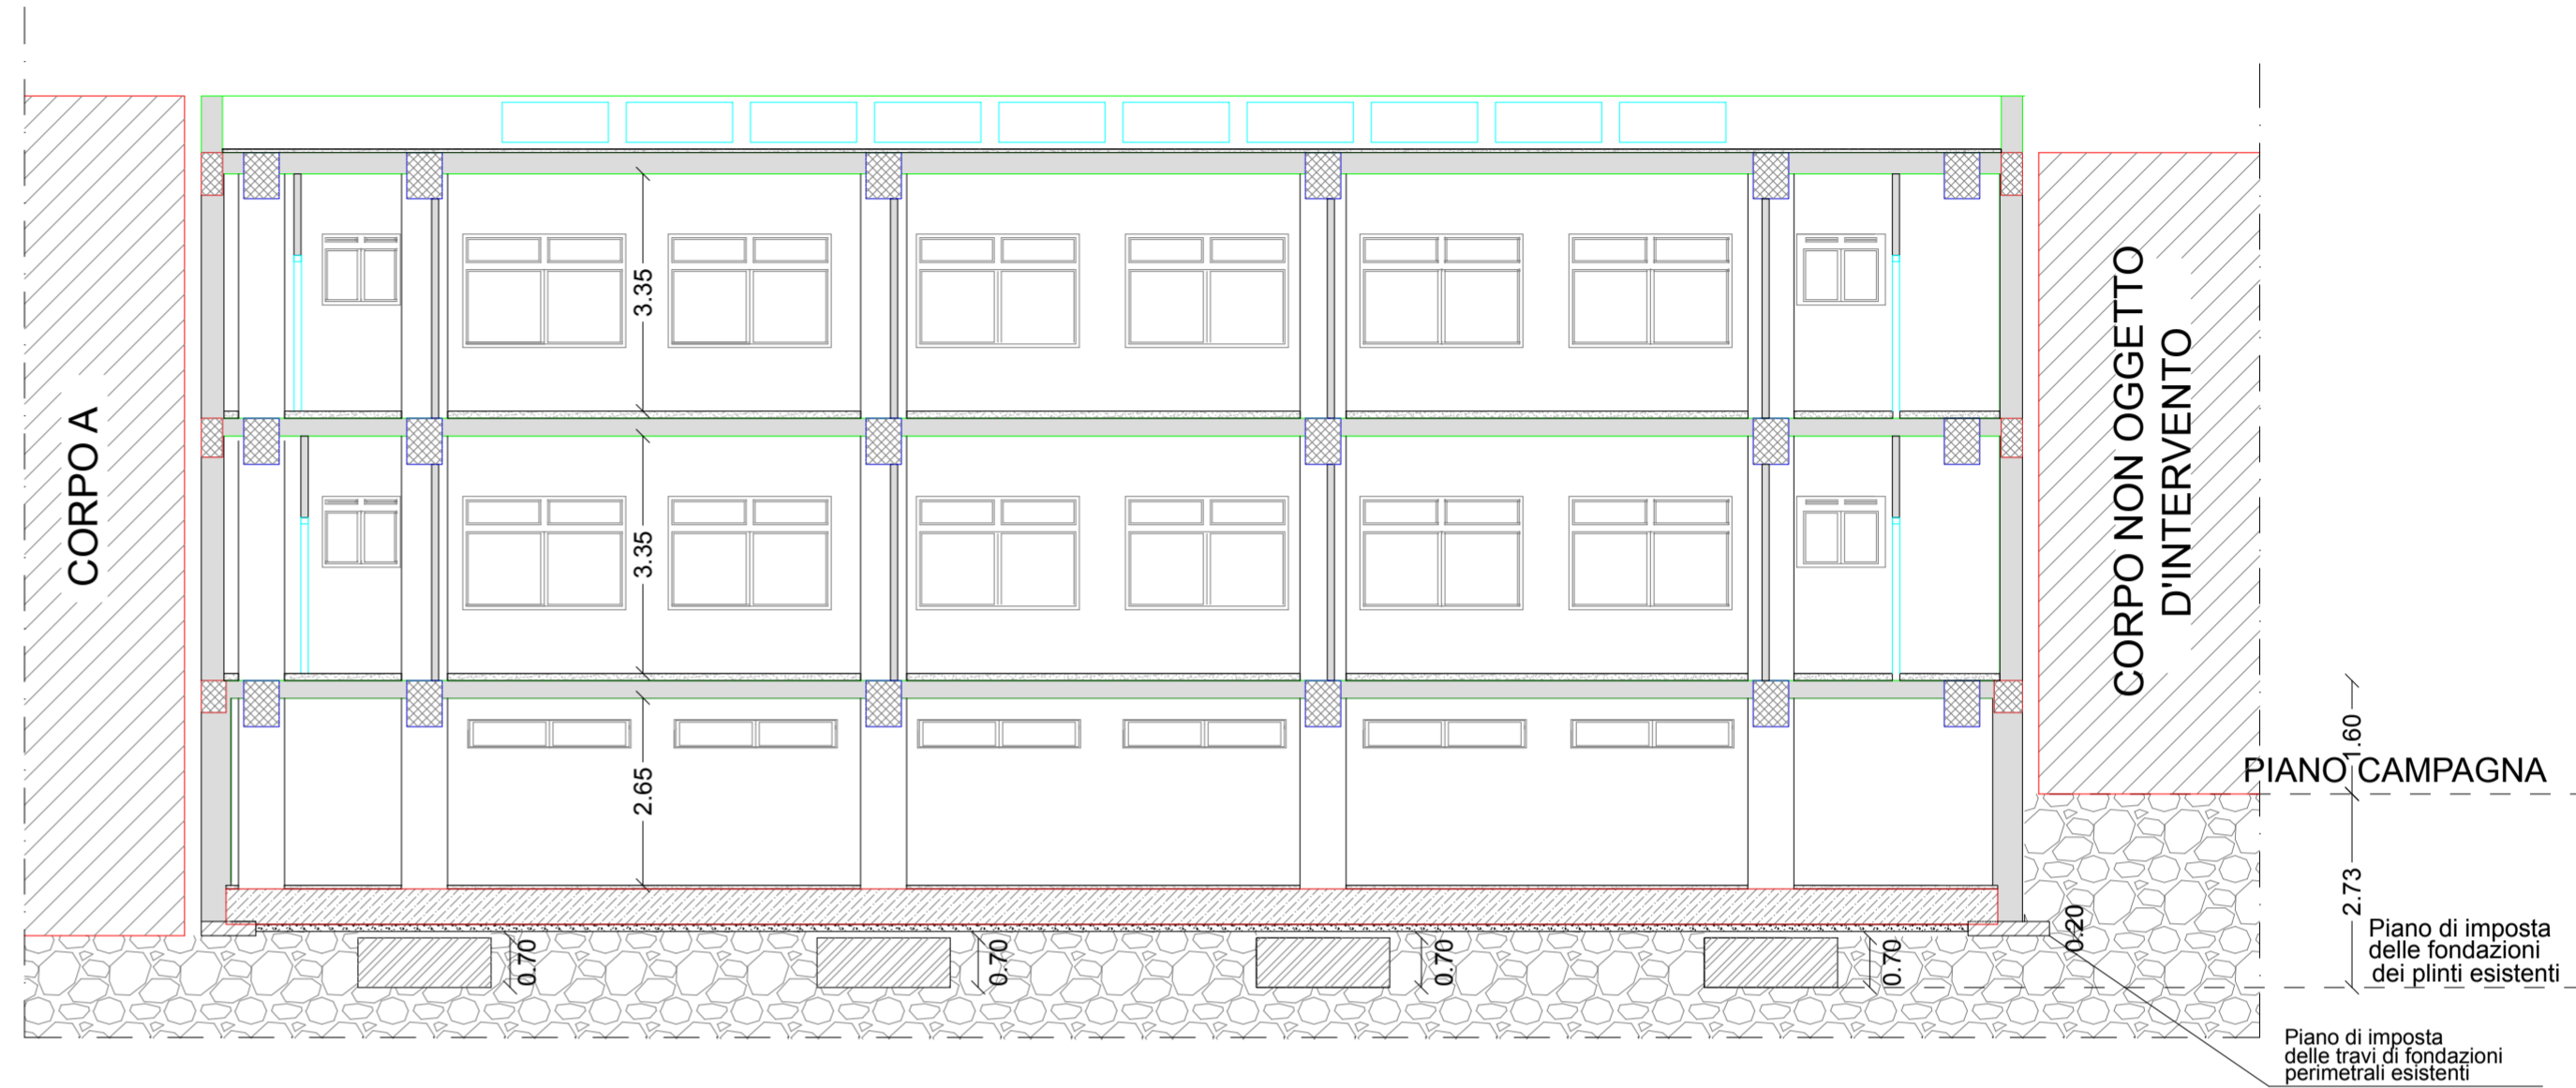 CORPO A
3.35
3.35
2.65
0.70
0.70
0.70
0.70
CORPO NON OGGETTO
D'INTERVENTO
1.60
PIANO CAMPAGNA
2.73
0.20
Piano di imposta
delle fondazioni
dei plinti esistenti
Piano di imposta
delle travi di fondazioni
perimetrali esistenti